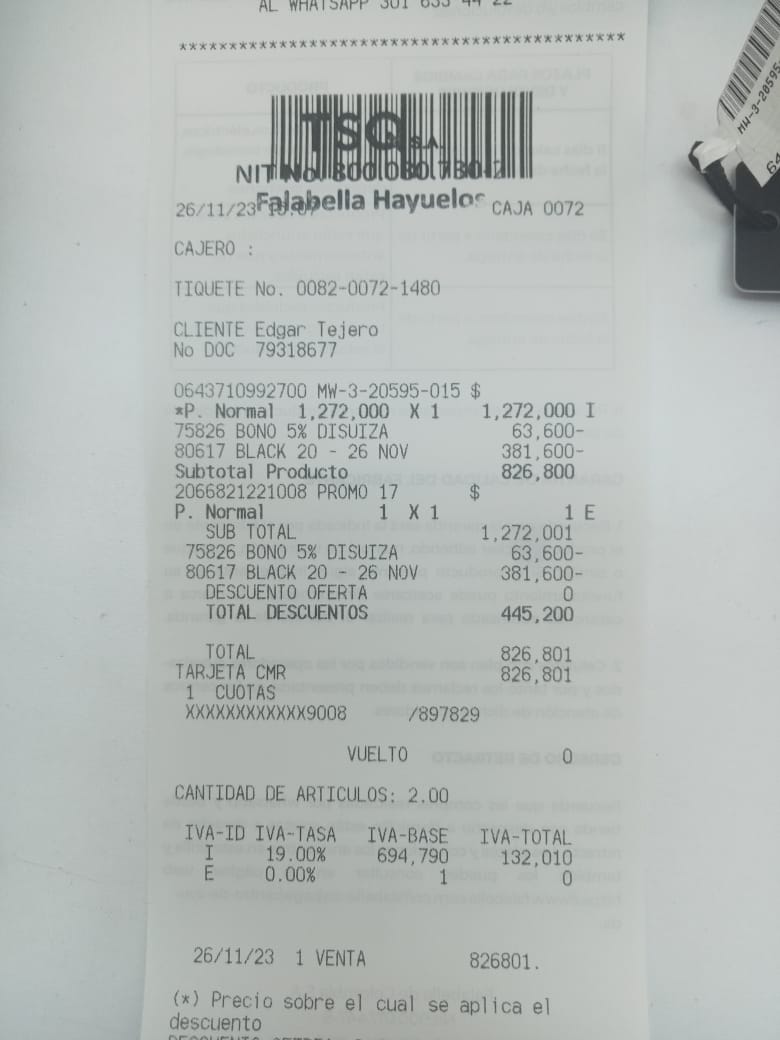 AL WHATSAPP 301 635 44 22
********************************************
TSQ S.A.
NIT No. 800.080.780-2
Falabella Hayuelos
26/11/23 CAJA 0072
CAJERO :
TIQUETE No. 0082-0072-1480
CLIENTE Edgar Tejero
No DOC 79318677
0643710992700 MW-3-20595-015 $
*P. Normal 1,272,000 X 1 1,272,000 I
75826 BONO 5% DISUIZA 63,600-
80617 BLACK 20 - 26 NOV 381,600-
Subtotal Producto 826,800
2066821221008 PROMO 17 $
P. Normal 1 X 1 1 E
SUB TOTAL 1,272,001
75826 BONO 5% DISUIZA 63,600-
80617 BLACK 20 - 26 NOV 381,600-
DESCUENTO OFERTA 0
TOTAL DESCUENTOS 445,200
TOTAL 826,801
TARJETA CMR 826,801
1 CUOTAS
XXXXXXXXXXXX9008 /897829
VUELTO 0
CANTIDAD DE ARTICULOS: 2.00
IVA-ID IVA-TASA IVA-BASE IVA-TOTAL
I 19.00% 694,790 132,010
E 0.00% 1 0
26/11/23 1 VENTA 826801.
(*) Precio sobre el cual se aplica el
descuento
MW-3-20595
64